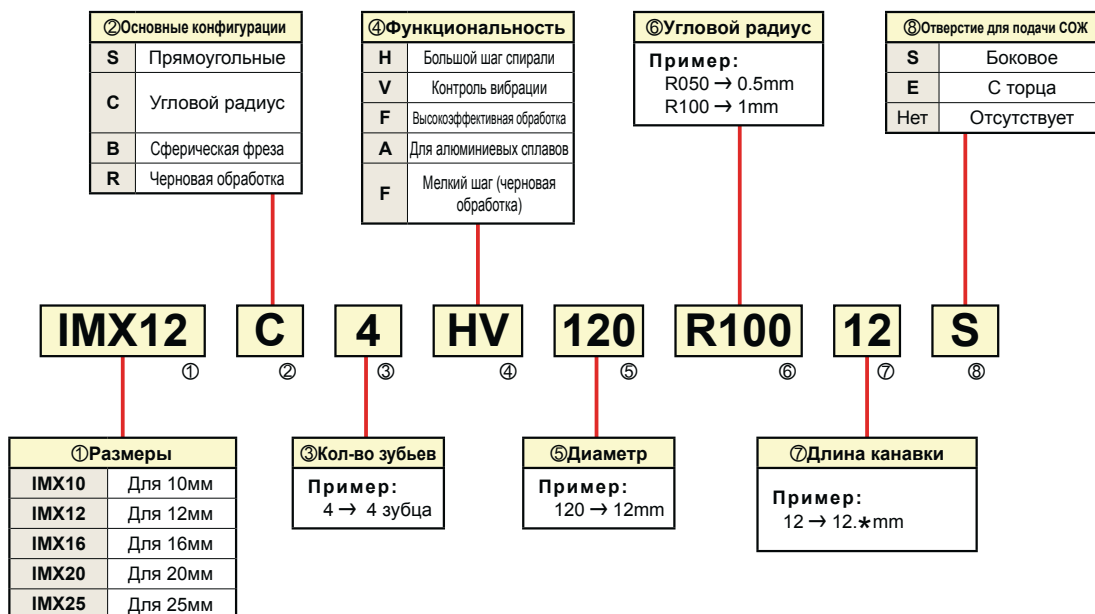 ②Основные конфигурации
S Прямоугольные
C Угловой радиус
B Сферическая фреза
R Черновая обработка
④Функциональность
H Большой шаг спирали
V Контроль вибрации
F Высокоэффективная обработка
A Для алюминиевых сплавов
F Мелкий шаг (черновая
обработка)
⑥Угловой радиус
Пример:
R050 → 0.5mm
R100 → 1mm
⑧Отверстие для подачи СОЖ
S Боковое
E С торца
Нет Отсутствует
IMX12 C 4 HV 120 R100 12 S
① ② ③ ④ ⑤ ⑥ ⑦ ⑧
①Размеры
IMX10 Для 10мм
IMX12 Для 12мм
IMX16 Для 16мм
IMX20 Для 20мм
IMX25 Для 25мм
③Кол-во зубьев
Пример:
4 → 4 зубца
⑤Диаметр
Пример:
120 → 12mm
⑦Длина канавки
Пример:
12 → 12.*mm